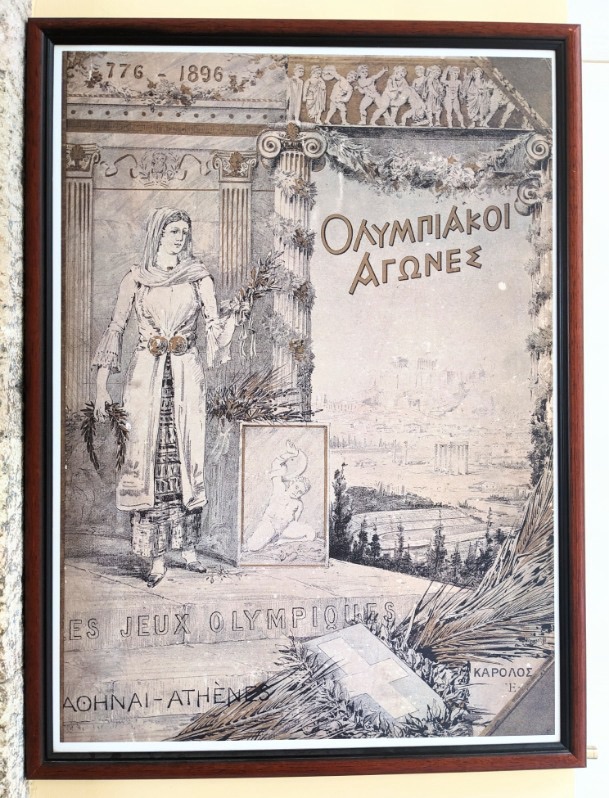 776 - 1896
ΟΛΥΜΠΙΑΚΟΙ
ΑΓΩΝΕΣ
ES JEUX OLYMPIQUES
ΑΘΗΝΑΙ-ATHÈNES
ΚΑΡΟΛΟΣ